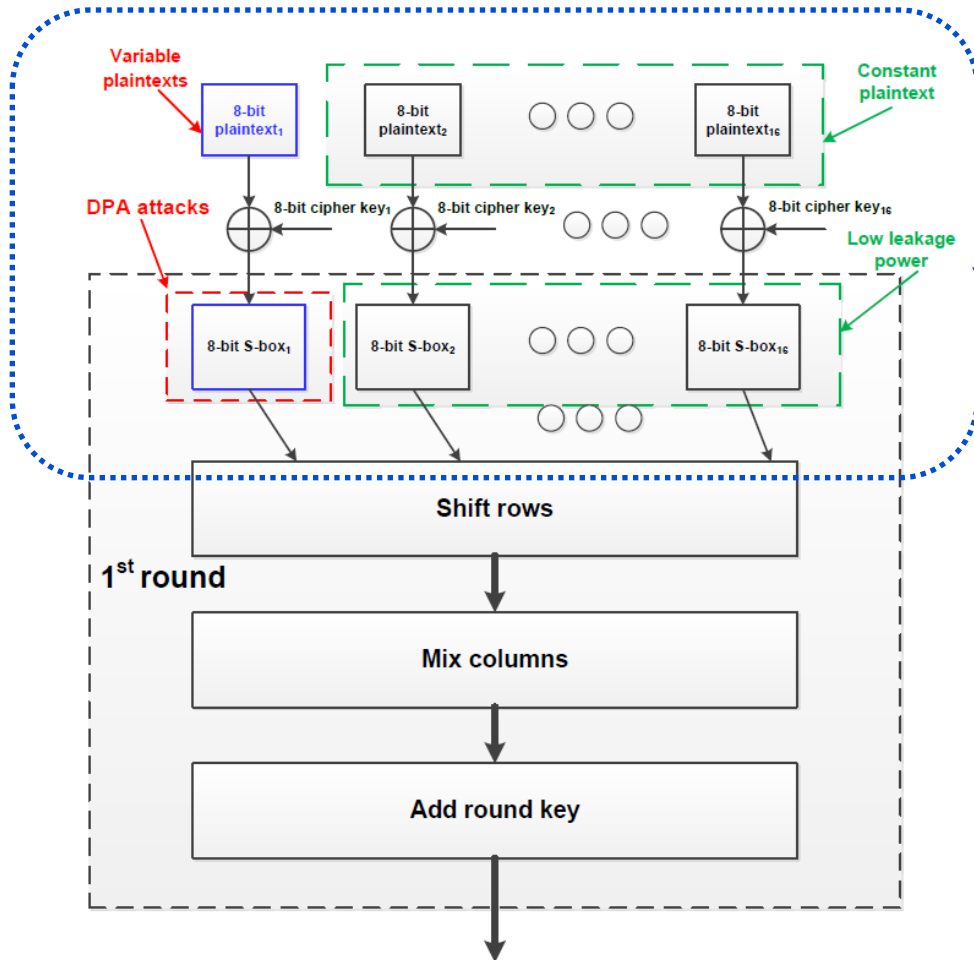 Variable
plaintexts
Constant
plaintext
8-bit
plaintext₁
8-bit
plaintext₂
8-bit
plaintext₁₆
DPA attacks
8-bit cipher key₁
8-bit cipher key₂
8-bit cipher key₁₆
Low leakage
power
8-bit S-box₁
8-bit S-box₂
8-bit S-box₁₆
Shift rows
1st round
Mix columns
Add round key